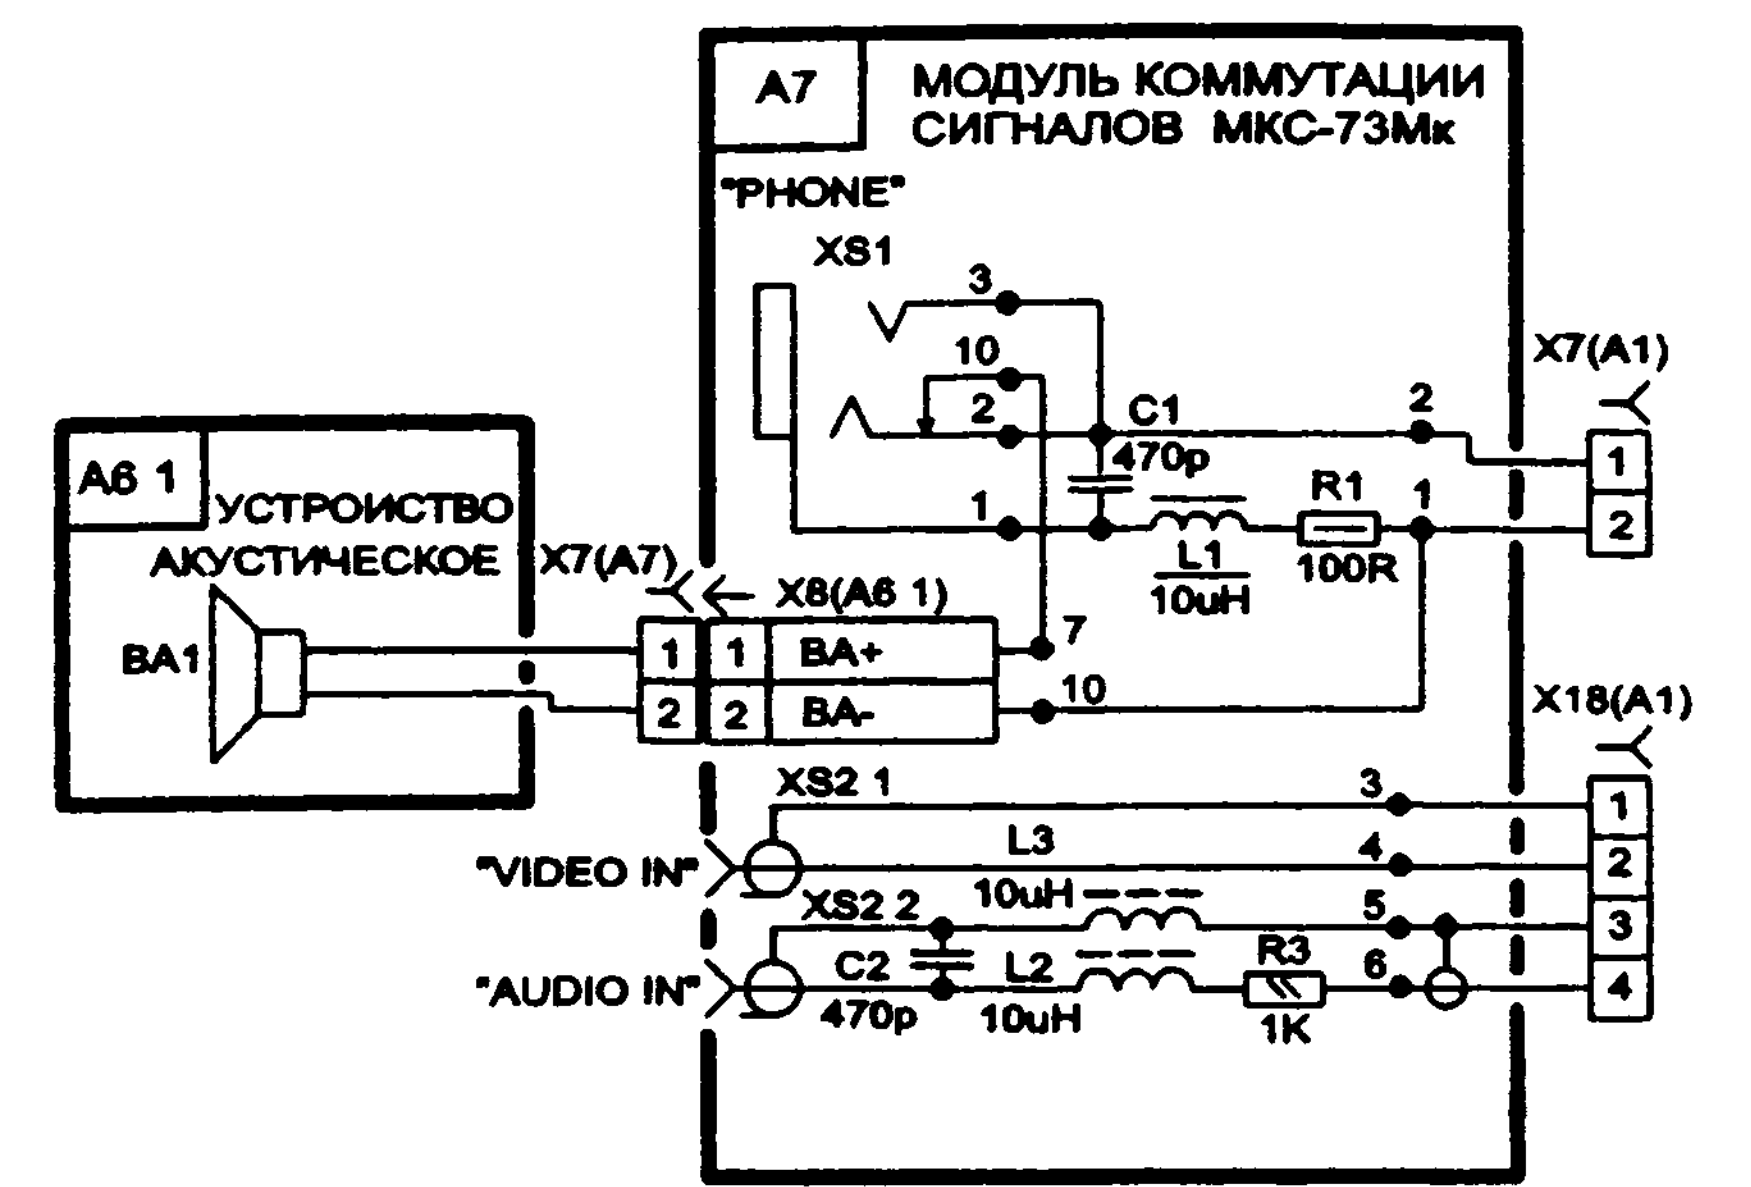 A7
МОДУЛЬ КОММУТАЦИИ
СИГНАЛОВ МКС-73Мк
"PHONE"
XS1
3
10
2
1
C1
470p
L1
10uH
R1
100R
2
1
X7(A1)
1
2
A6 1
УСТРОИСТВО
АКУСТИЧЕСКОЕ
BA1
X7(A7)
X8(A6 1)
1
1
BA+
7
2
2
BA-
10
X18(A1)
XS2 1
3
1
"VIDEO IN"
L3
10uH
4
2
XS2 2
5
3
"AUDIO IN"
C2
470p
L2
10uH
R3
1K
6
4